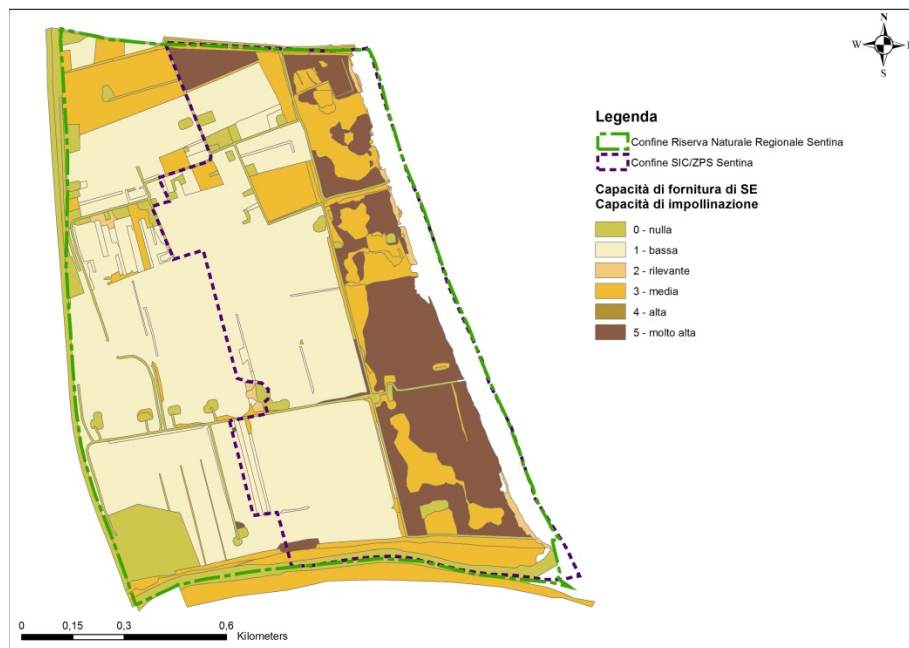 N
W
E
S
Legenda
Confine Riserva Naturale Regionale Sentina
Confine SIC/ZPS Sentina
Capacità di fornitura di SE
Capacità di impollinazione
0 - nulla
1 - bassa
2 - rilevante
3 - media
4 - alta
5 - molto alta
0 0,15 0,3 0,6
Kilometers